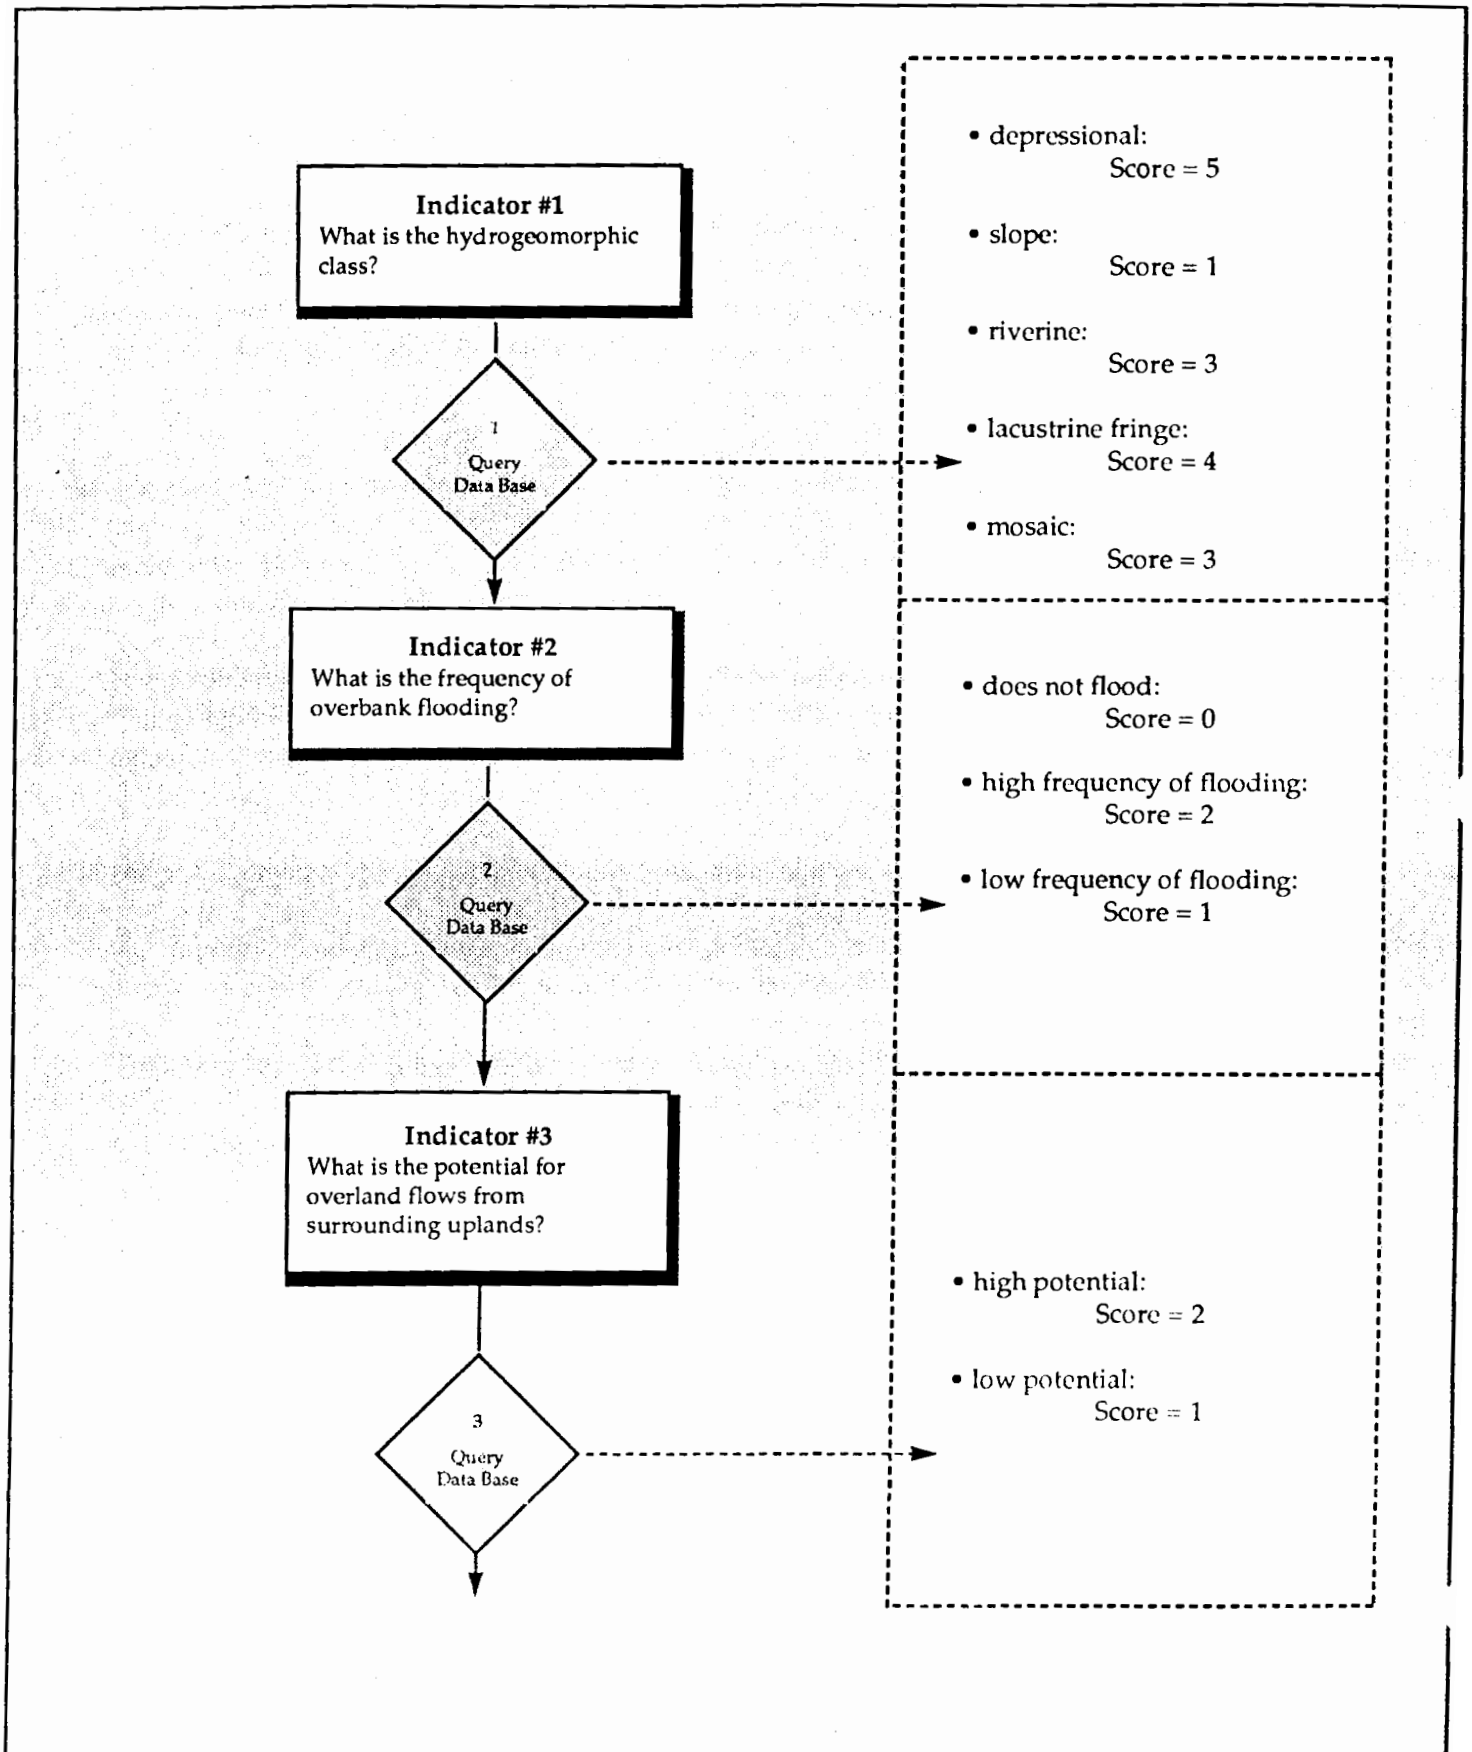 Indicator #1
What is the hydrogeomorphic
class?
1
Query
Data Base
• depressional:
Score = 5
• slope:
Score = 1
• riverine:
Score = 3
• lacustrine fringe:
Score = 4
• mosaic:
Score = 3
Indicator #2
What is the frequency of
overbank flooding?
2
Query
Data Base
• does not flood:
Score = 0
• high frequency of flooding:
Score = 2
• low frequency of flooding:
Score = 1
Indicator #3
What is the potential for
overland flows from
surrounding uplands?
3
Query
Data Base
• high potential:
Score = 2
• low potential:
Score = 1